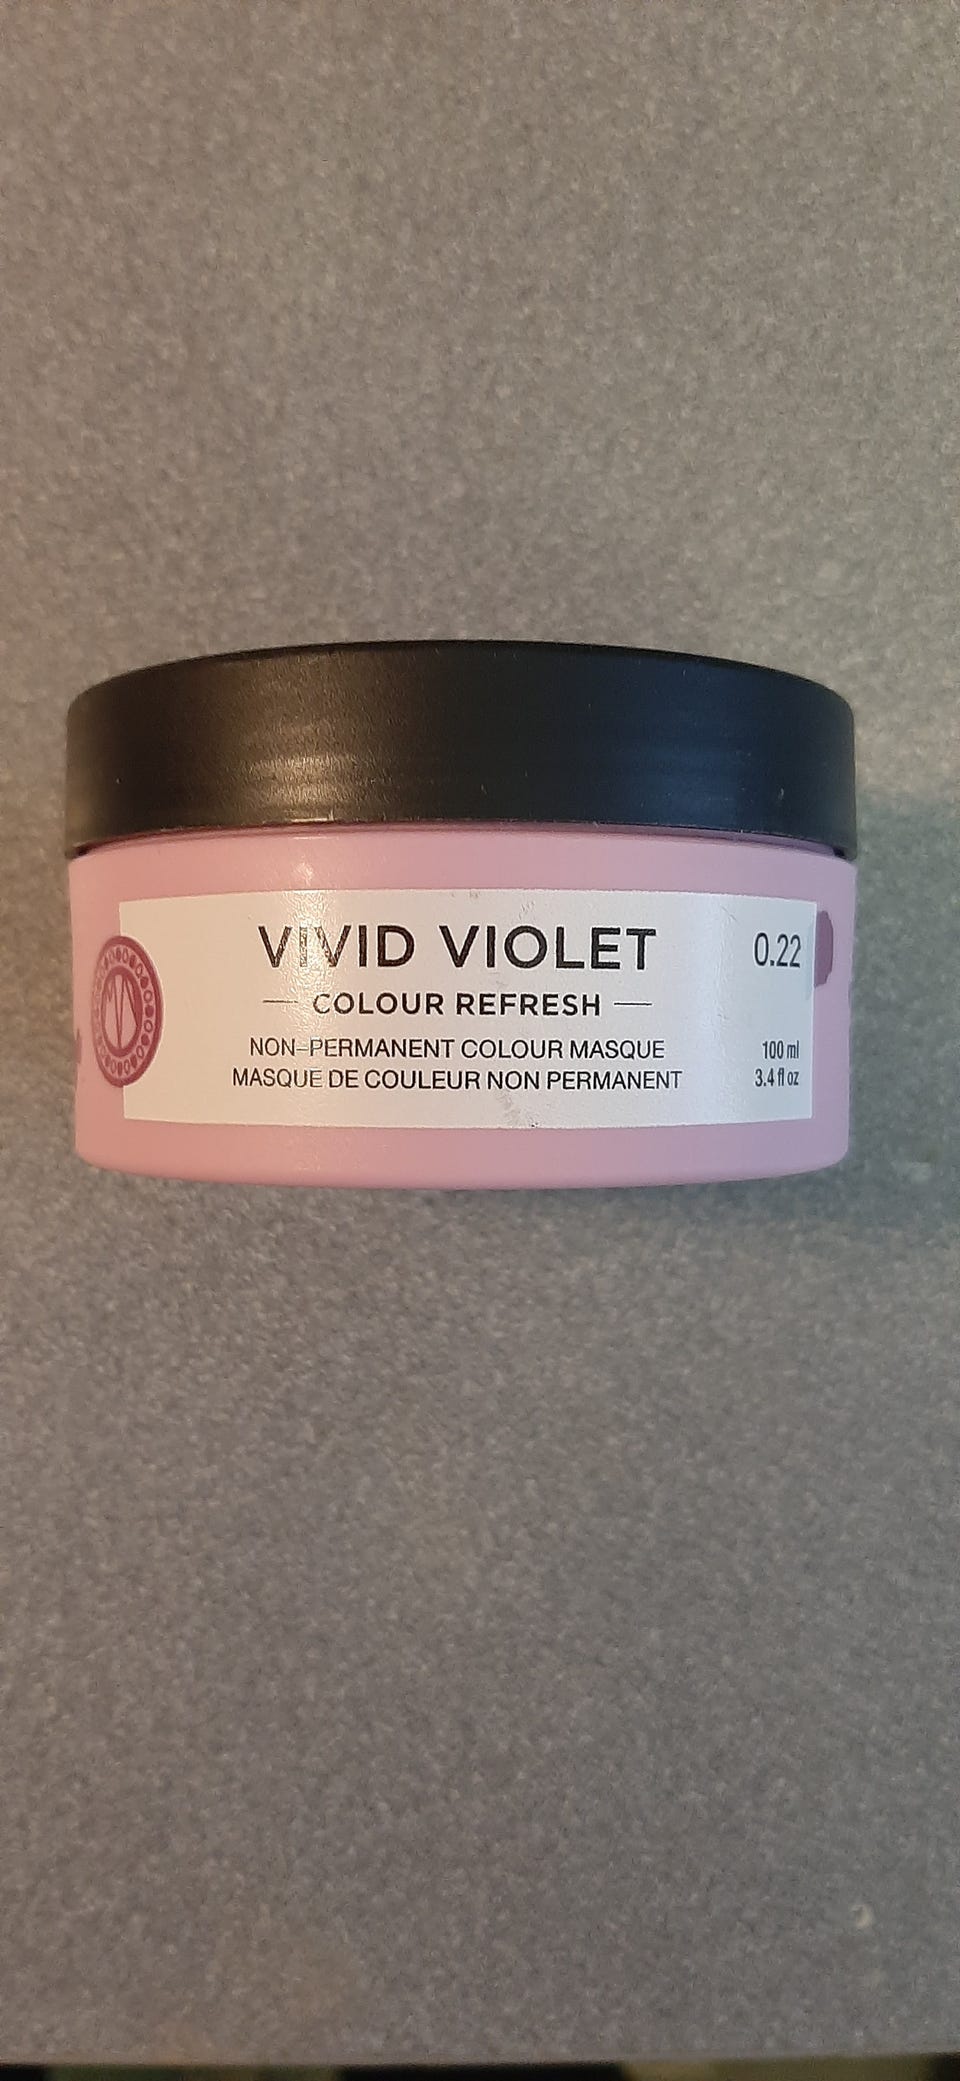 VIVID VIOLET
0.22
COLOUR REFRESH
NON-PERMANENT COLOUR MASQUE
100 ml
MASQUE DE COULEUR NON PERMANENT
3.4 fl oz